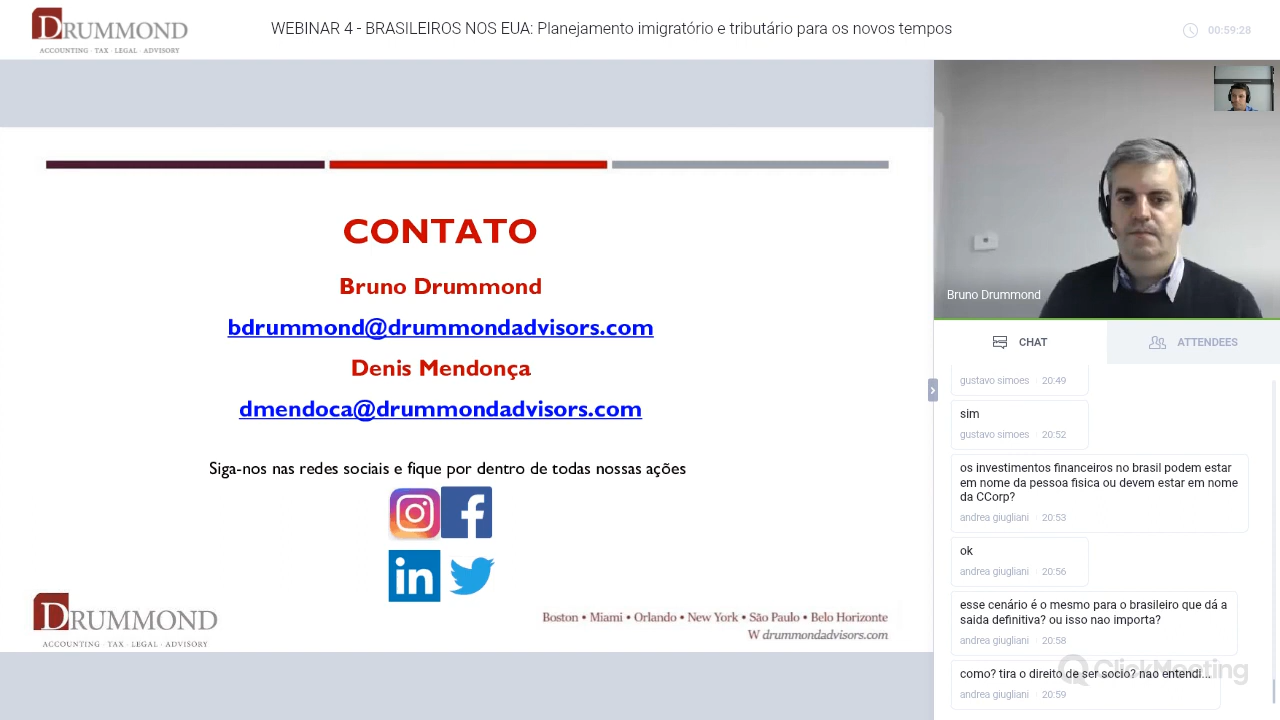 DRUMMOND
ACCOUNTING · TAX · LEGAL · ADVISORY
WEBINAR 4 - BRASILEIROS NOS EUA: Planejamento imigratório e tributário para os novos tempos
00:59:28
CONTATO
Bruno Drummond
bdrummond@drummondadvisors.com
Denis Mendonça
dmendoca@drummondadvisors.com
Siga-nos nas redes sociais e fique por dentro de todas nossas ações
in
DRUMMOND
ACCOUNTING · TAX · LEGAL · ADVISORY
Boston • Miami • Orlando • New York • São Paulo • Belo Horizonte
W drummondadvisors.com
Bruno Drummond
CHAT
ATTENDEES
gustavo simoes 20:49
sim
gustavo simoes 20:52
os investimentos financeiros no brasil podem estar
em nome da pessoa fisica ou devem estar em nome
da CCorp?
andrea giugliani 20:53
ok
andrea giugliani 20:56
esse cenário é o mesmo para o brasileiro que dá a
saida definitiva? ou isso nao importa?
andrea giugliani 20:58
como? tira o direito de ser socio? nao entendi...
andrea giugliani 20:59
ClickMeeting